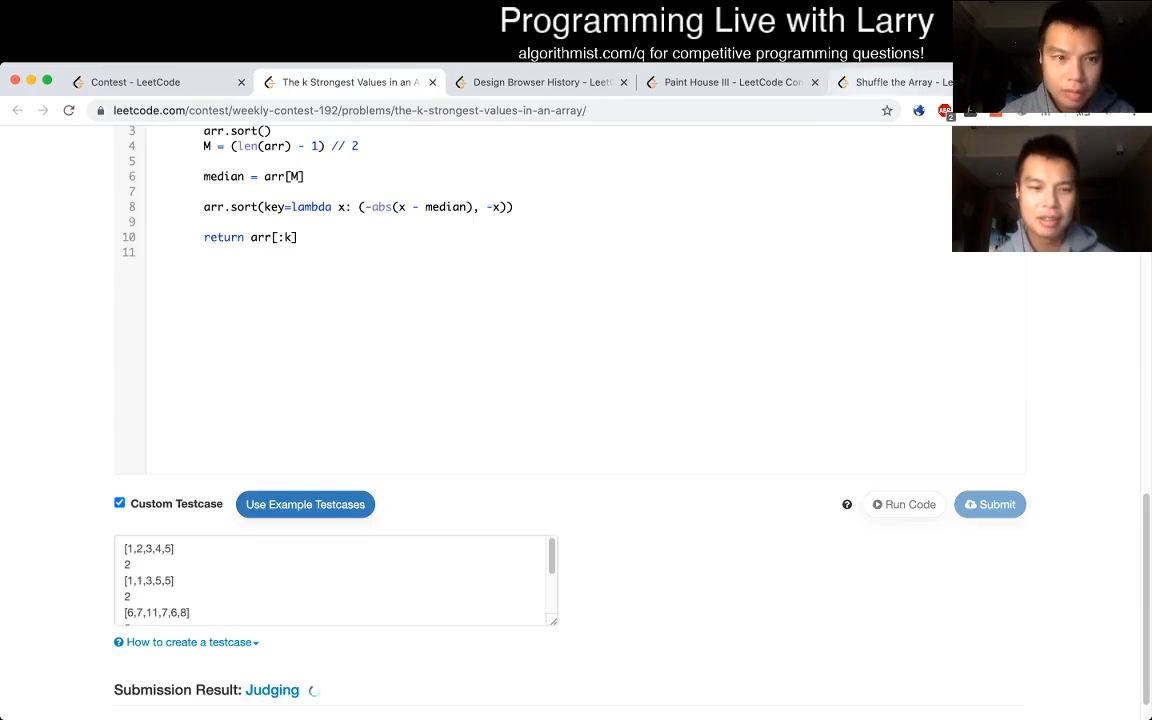 Programming Live with Larry
algorithmist.com/q for competitive programming questions!
Contest - LeetCode
The k Strongest Values in an A
Design Browser History - Leet
Paint House III - LeetCode Con
Shuffle the Array - Le
leetcode.com/contest/weekly-contest-192/problems/the-k-strongest-values-in-an-array/
3 arr.sort()
4 M = (len(arr) - 1) // 2
5
6 median = arr[M]
7
8 arr.sort(key=lambda x: (-abs(x - median), -x))
9
10 return arr[:k]
11
Custom Testcase
Use Example Testcases
Run Code
Submit
[1,2,3,4,5]
2
[1,1,3,5,5]
2
[6,7,11,7,6,8]
How to create a testcase
Submission Result: Judging